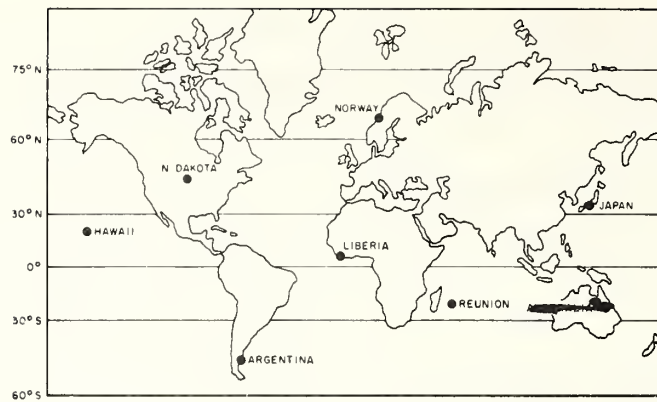 75° N
NORWAY
60° N
N. DAKOTA
30° N
HAWAII
JAPAN
LIBERIA
0°
REUNION
30° S
ARGENTINA
60° S